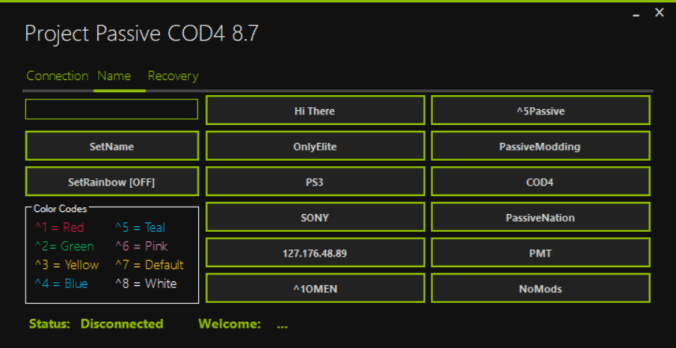 Project Passive COD4 8.7
Connection Name Recovery
Hi There ^5Passive
SetName OnlyElite PassiveModding
SetRainbow [OFF] PS3 COD4
Color Codes
^1 = Red ^5 = Teal
^2= Green ^6 = Pink
^3 = Yellow ^7 = Default
^4 = Blue ^8 = White
SONY PassiveNation
127.176.48.89 PMT
^1OMEN NoMods
Status: Disconnected Welcome: ...